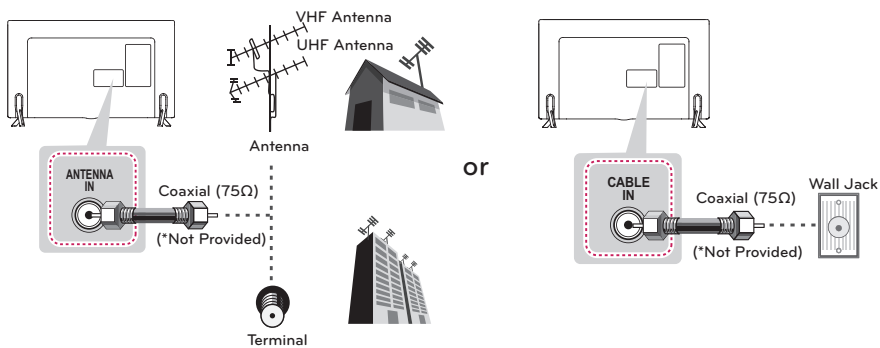 VHF Antenna
UHF Antenna
Antenna
ANTENNA
IN
Coaxial (75Ω)
(*Not Provided)
Terminal
or
CABLE
IN
Coaxial (75Ω)
(*Not Provided)
Wall Jack